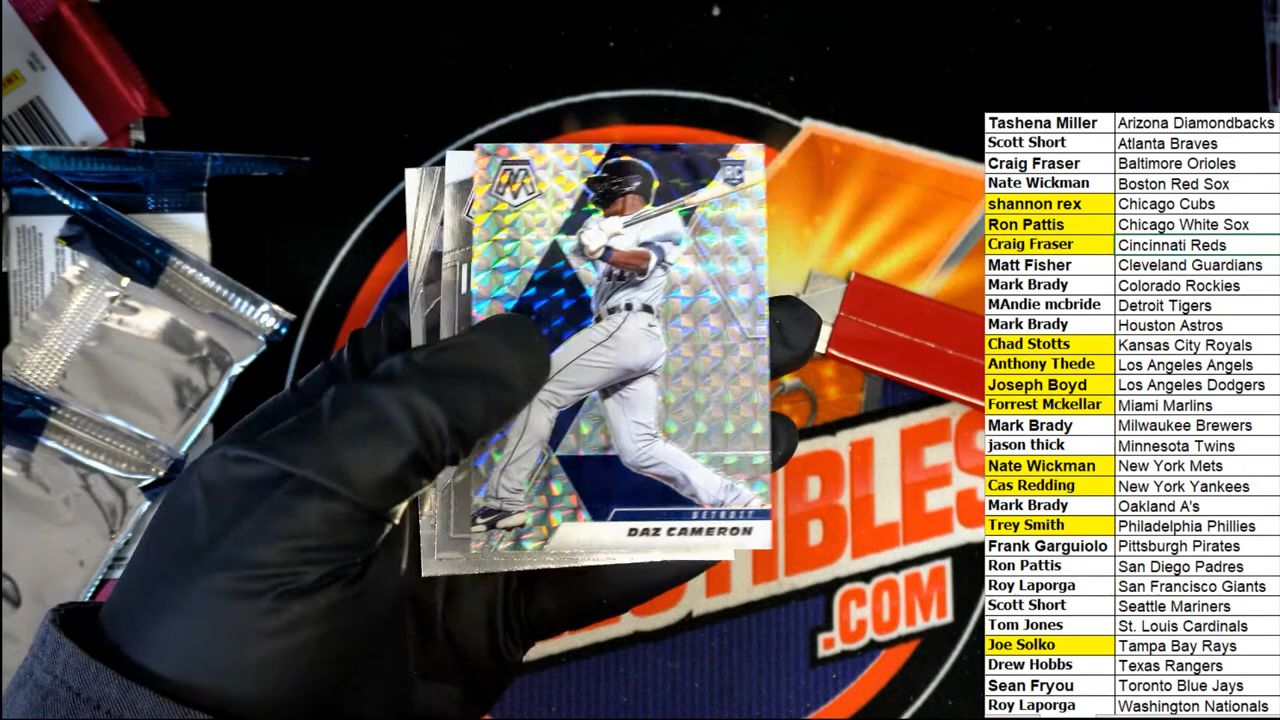 RC
DETROIT
DAZ CAMERON
IBLES
.COM
Tashena Miller Arizona Diamondbacks
Scott Short Atlanta Braves
Craig Fraser Baltimore Orioles
Nate Wickman Boston Red Sox
shannon rex Chicago Cubs
Ron Pattis Chicago White Sox
Craig Fraser Cincinnati Reds
Matt Fisher Cleveland Guardians
Mark Brady Colorado Rockies
MAndie mcbride Detroit Tigers
Mark Brady Houston Astros
Chad Stotts Kansas City Royals
Anthony Thede Los Angeles Angels
Joseph Boyd Los Angeles Dodgers
Forrest Mckellar Miami Marlins
Mark Brady Milwaukee Brewers
jason thick Minnesota Twins
Nate Wickman New York Mets
Cas Redding New York Yankees
Mark Brady Oakland A's
Trey Smith Philadelphia Phillies
Frank Garguiolo Pittsburgh Pirates
Ron Pattis San Diego Padres
Roy Laporga San Francisco Giants
Scott Short Seattle Mariners
Tom Jones St. Louis Cardinals
Joe Solko Tampa Bay Rays
Drew Hobbs Texas Rangers
Sean Fryou Toronto Blue Jays
Roy Laporga Washington Nationals